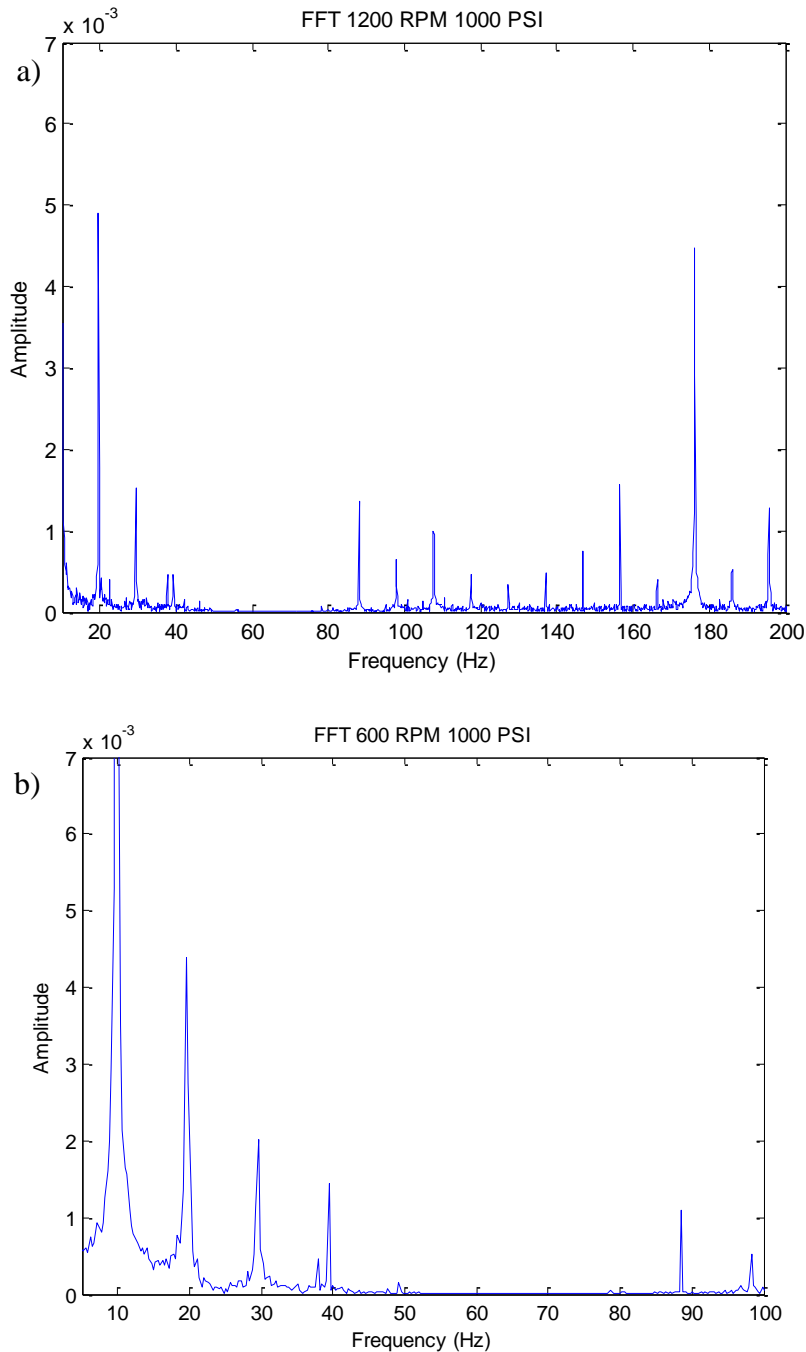 FFT 1200 RPM 1000 PSI
x 10-3
a)
7
6
5
4
3
2
1
0
Amplitude
20 40 60 80 100 120 140 160 180 200
Frequency (Hz)
FFT 600 RPM 1000 PSI
x 10-3
b)
7
6
5
4
3
2
1
0
Amplitude
10 20 30 40 50 60 70 80 90 100
Frequency (Hz)